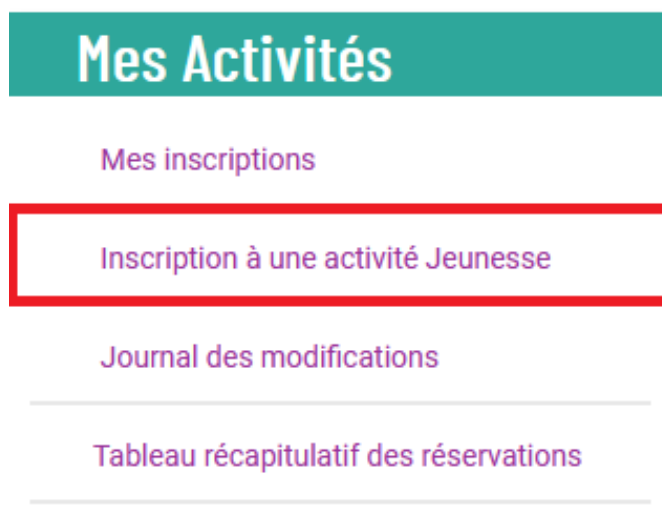 Mes Activités
Mes inscriptions
Inscription à une activité Jeunesse
Journal des modifications
Tableau récapitulatif des réservations